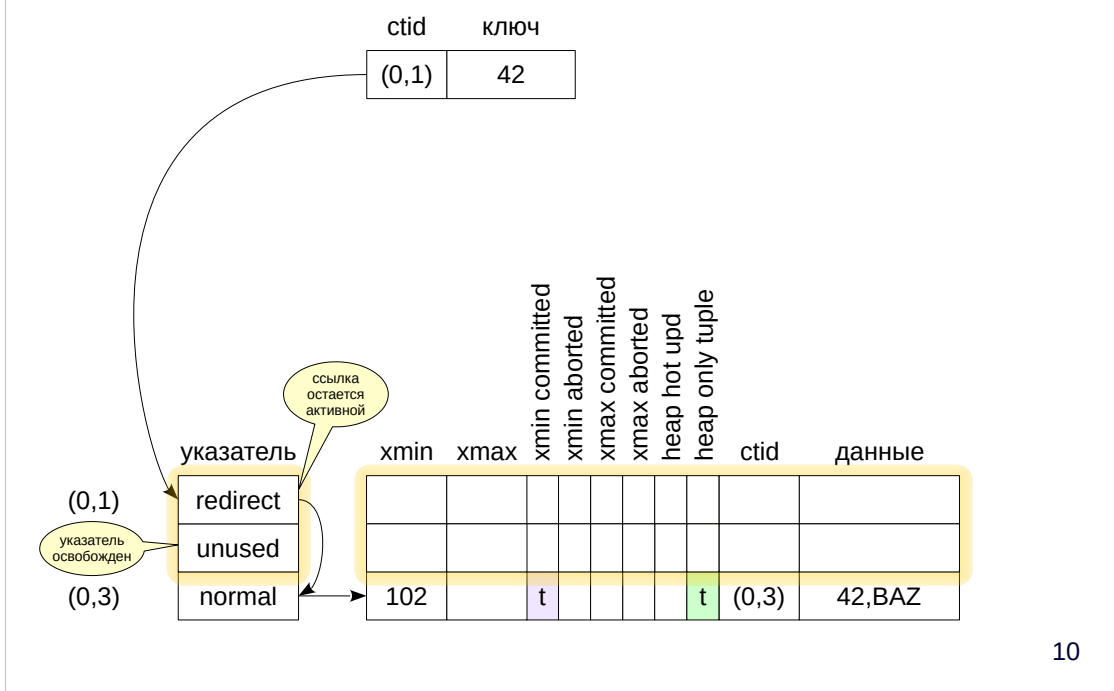 ctid ключ
(0,1) 42
ссылка
остается
активной
xmin committed
xmin aborted
xmax committed
xmax aborted
heap hot upd
heap only tuple
указатель xmin xmax ctid данные
(0,1) redirect
указатель
освобожден
unused
(0,3) normal 102 t t (0,3) 42,BAZ
10